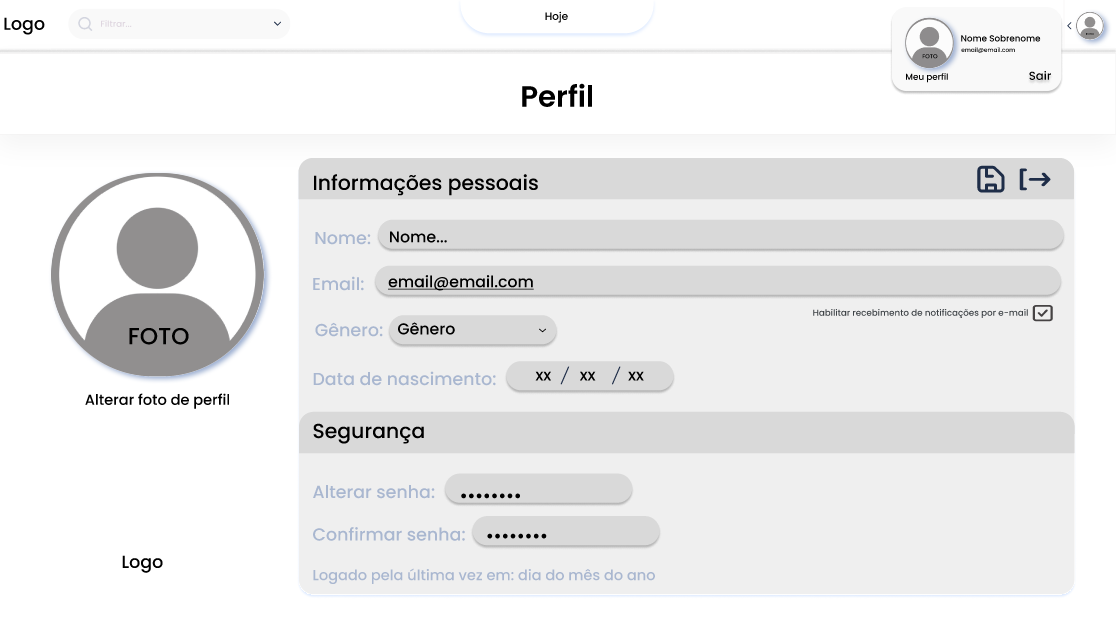 Logo
Filtrar...
Hoje
FOTO
Nome Sobrenome
email@email.com
FOTO
Meu perfil
Sair
Perfil
FOTO
Alterar foto de perfil
Logo
Informações pessoais
Nome: Nome...
Email: email@email.com
Habilitar recebimento de notificações por e-mail
Gênero: Gênero
Data de nascimento: xx / xx / xx
Segurança
Alterar senha: ........
Confirmar senha: ........
Logado pela última vez em: dia do mês do ano